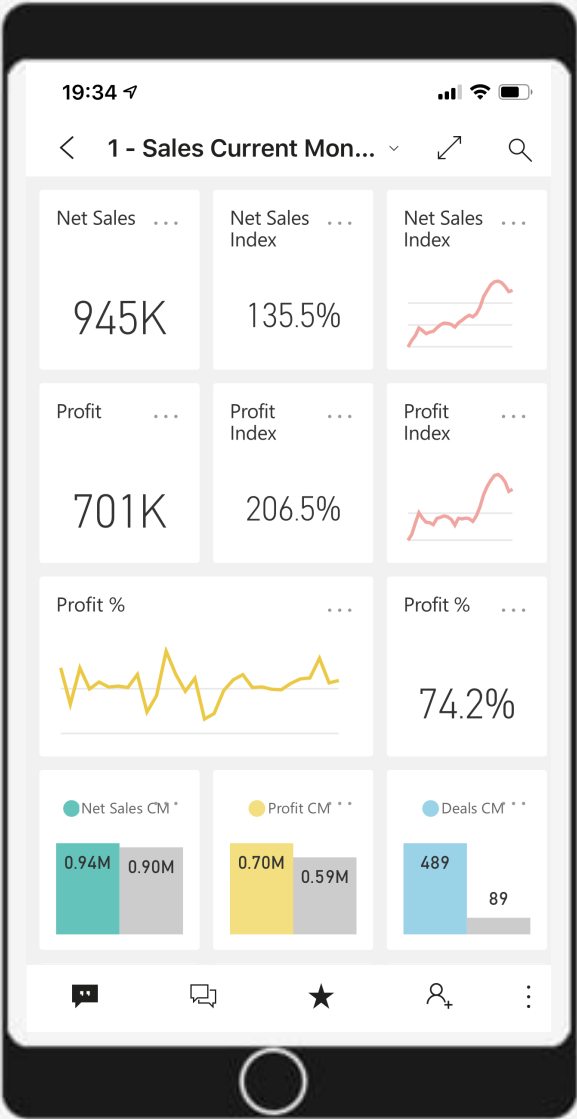 19:34
1 - Sales Current Mon...
Net Sales
945K
Net Sales
Index
135.5%
Net Sales
Index
Profit
701K
Profit
Index
206.5%
Profit
Index
Profit %
Profit %
74.2%
Net Sales CM
0.94M
0.90M
Profit CM
0.70M
0.59M
Deals CM
489
89